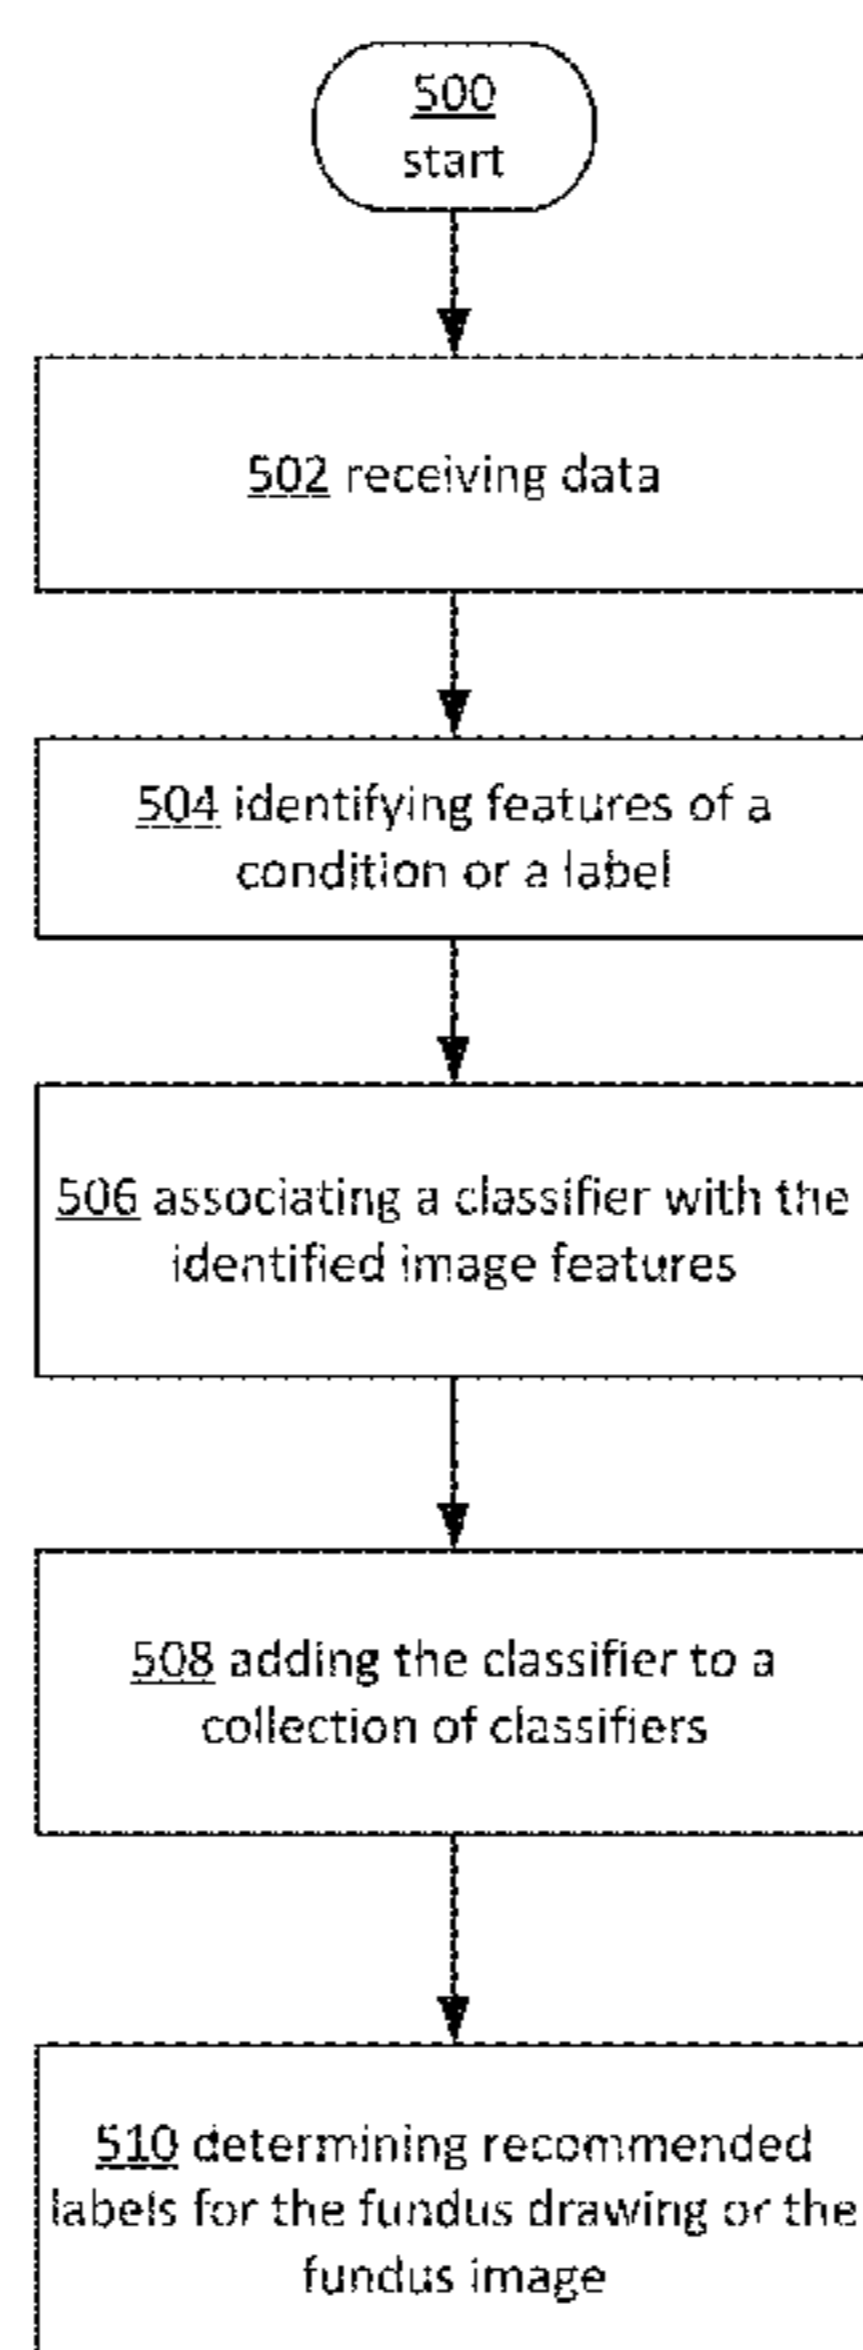 500
start
502 receiving data
504 identifying features of a
condition or a label
506 associating a classifier with the
identified image features
508 adding the classifier to a
collection of classifiers
510 determining recommended
labels for the fundus drawing or the
fundus image